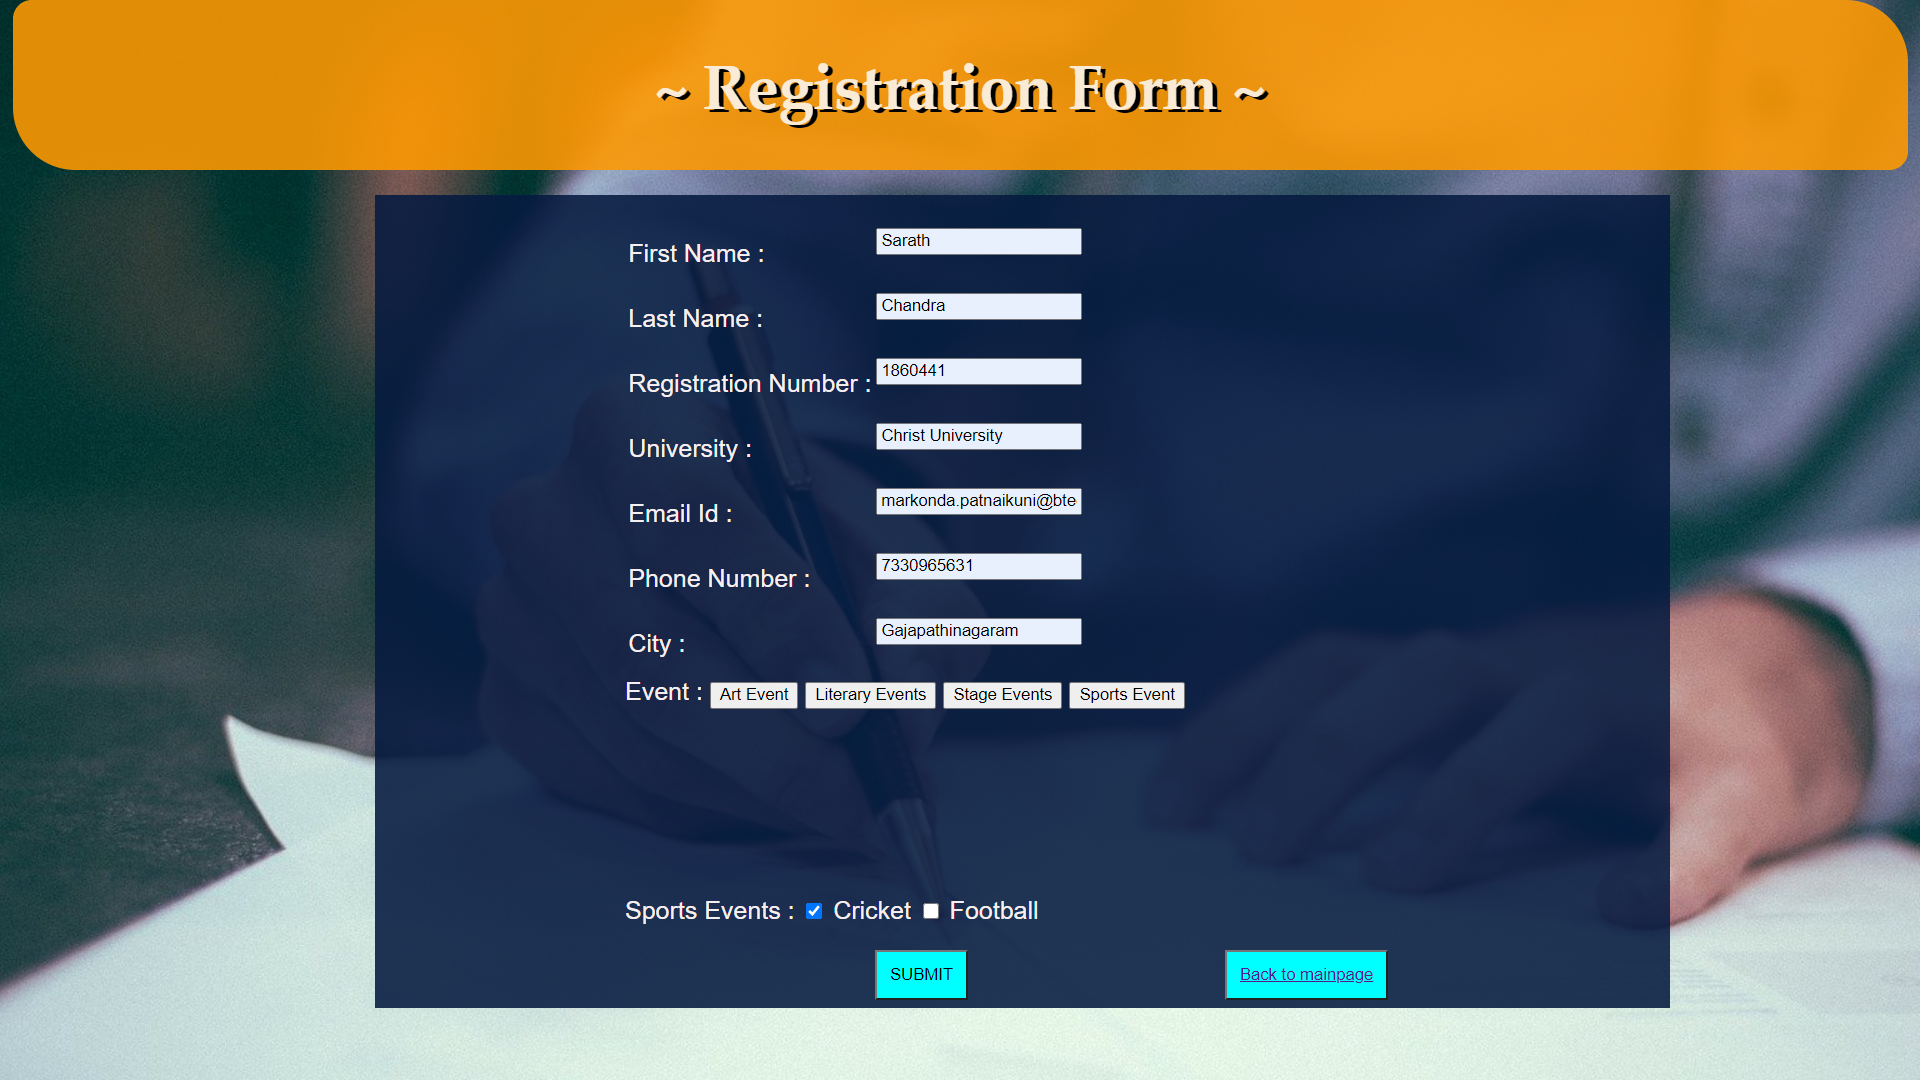 ~ Registration Form ~
First Name : Sarath
Last Name : Chandra
Registration Number : 1860441
University : Christ University
Email Id : markonda.patnaikuni@bte
Phone Number : 7330965631
City : Gajapathinagaram
Event : Art Event Literary Events Stage Events Sports Event
Sports Events : Cricket Football
SUBMIT Back to mainpage